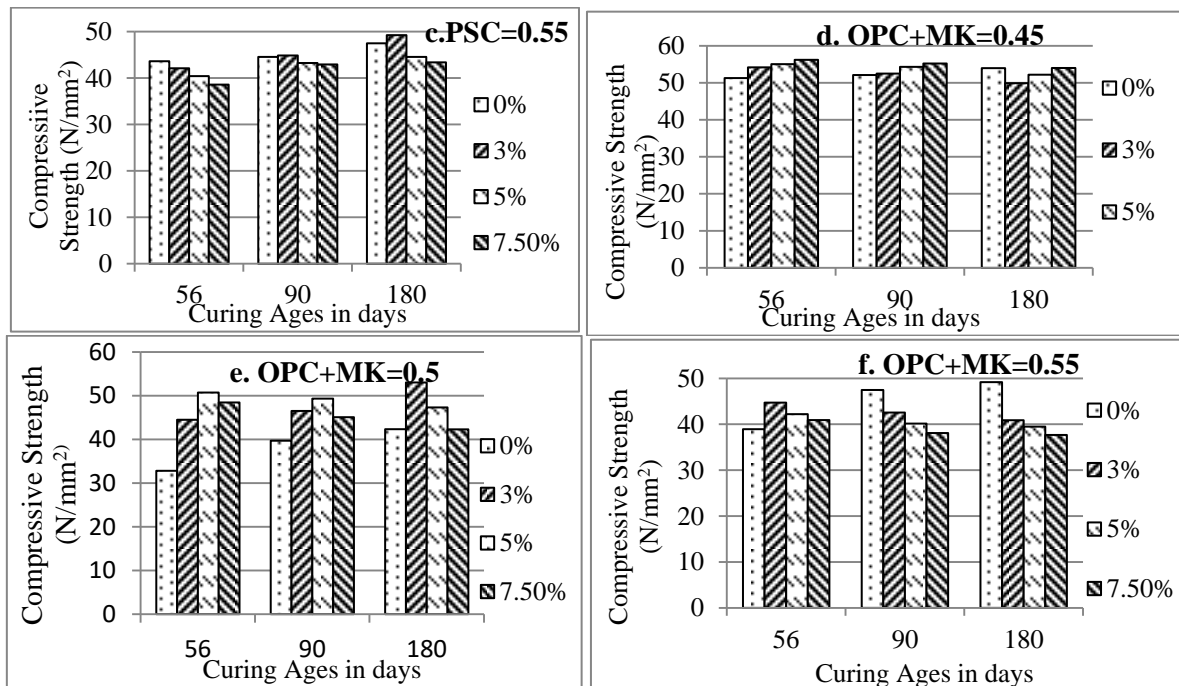 c.PSC=0.55
Compressive
Strength (N/mm²)
50
40
30
20
10
0
56 90 180
Curing Ages in days
0%
3%
5%
7.50%
d. OPC+MK=0.45
Compressive Strength
(N/mm²)
60
50
40
30
20
10
0
56 90 180
Curing Ages in days
0%
3%
5%
e. OPC+MK=0.5
Compressive Strength
(N/mm²)
60
50
40
30
20
10
0
56 90 180
Curing Ages in days
0%
3%
5%
7.50%
f. OPC+MK=0.55
Compressive Strength
(N/mm²)
50
40
30
20
10
0
56 90 180
Curing Ages in days
0%
3%
5%
7.50%